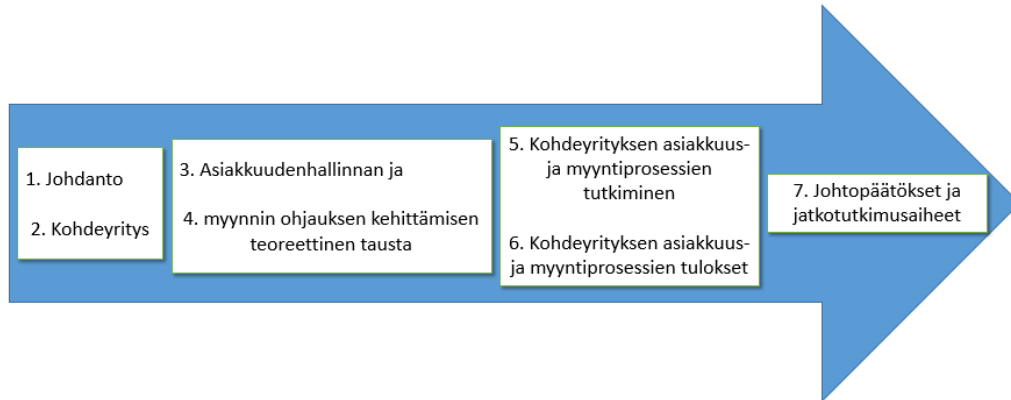 1. Johdanto
2. Kohdeyritys
3. Asiakkuudenhallinnan ja
4. myynnin ohjauksen kehittämisen
teoreettinen tausta
5. Kohdeyrityksen asiakkuus-
ja myyntiprosessien
tutkiminen
6. Kohdeyrityksen asiakkuus-
ja myyntiprosessien tulokset
7. Johtopäätökset ja
jatkotutkimusaiheet